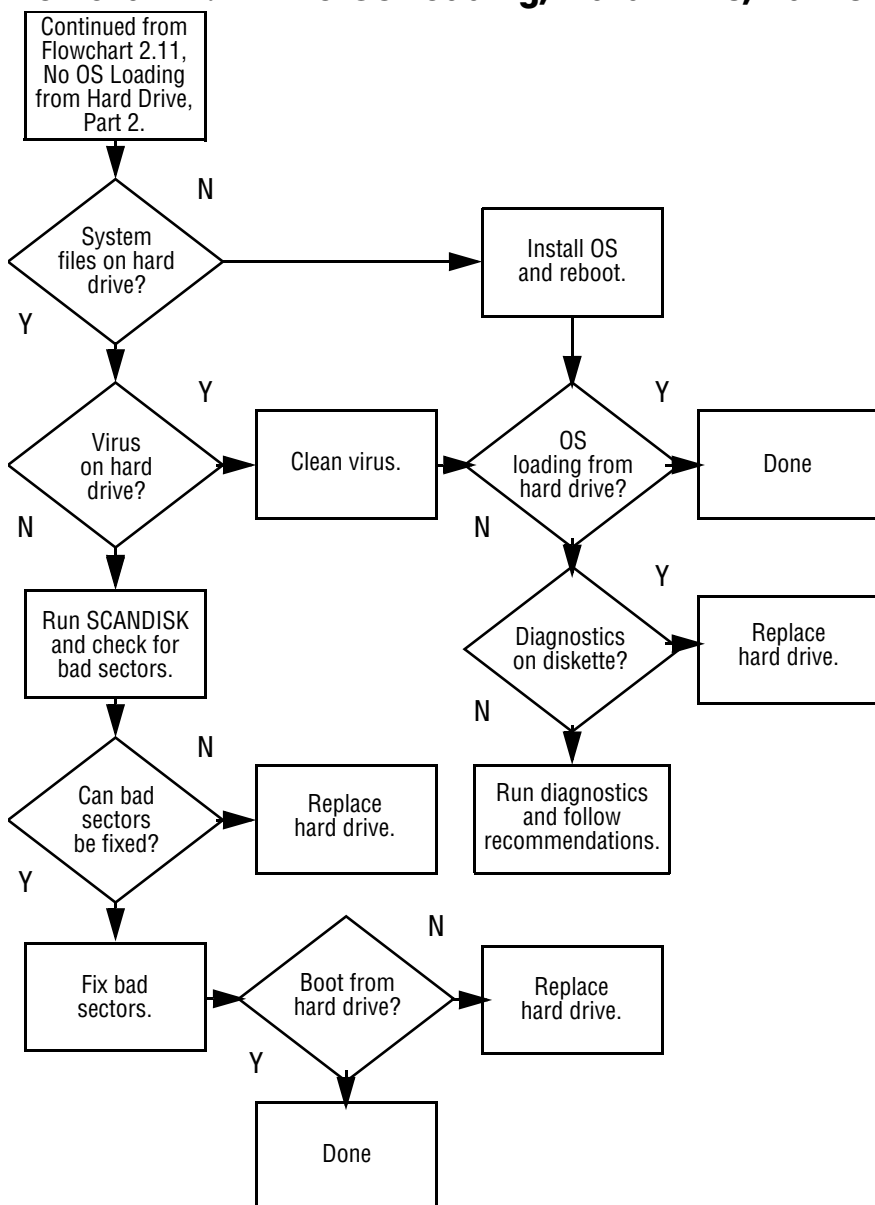 Continued from
Flowchart 2.11,
No OS Loading
from Hard Drive,
Part 2.
N
System
files on hard
drive?
Install OS
and reboot.
Y
Y
Y
Virus
on hard
drive?
Clean virus.
OS
loading from
hard drive?
Done
N
N
Y
Run SCANDISK
and check for
bad sectors.
Diagnostics
on diskette?
Replace
hard drive.
N
N
Can bad
sectors
be fixed?
Replace
hard drive.
Run diagnostics
and follow
recommendations.
Y
N
Fix bad
sectors.
Boot from
hard drive?
Replace
hard drive.
Y
Done